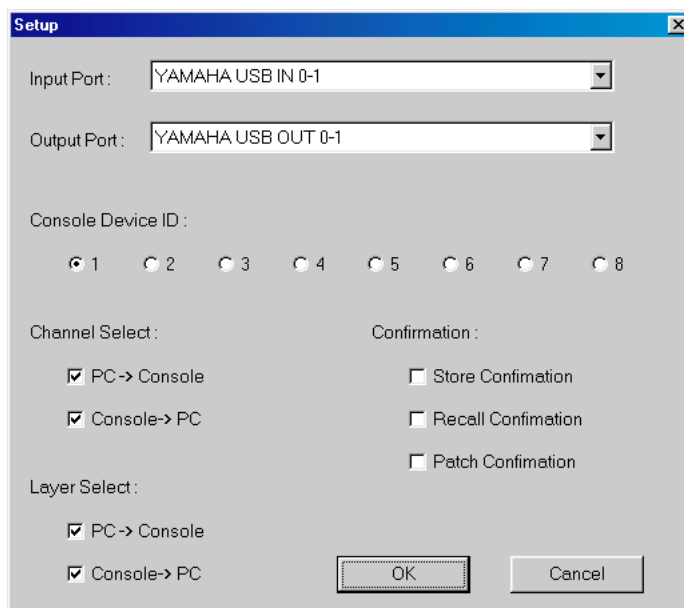 Setup
Input Port :
YAMAHA USB IN 0-1
Output Port :
YAMAHA USB OUT 0-1
Console Device ID :
1 2 3 4 5 6 7 8
Channel Select :
PC -> Console
Console-> PC
Confirmation :
Store Confimation
Recall Confimation
Patch Confimation
Layer Select :
PC -> Console
Console-> PC
OK
Cancel